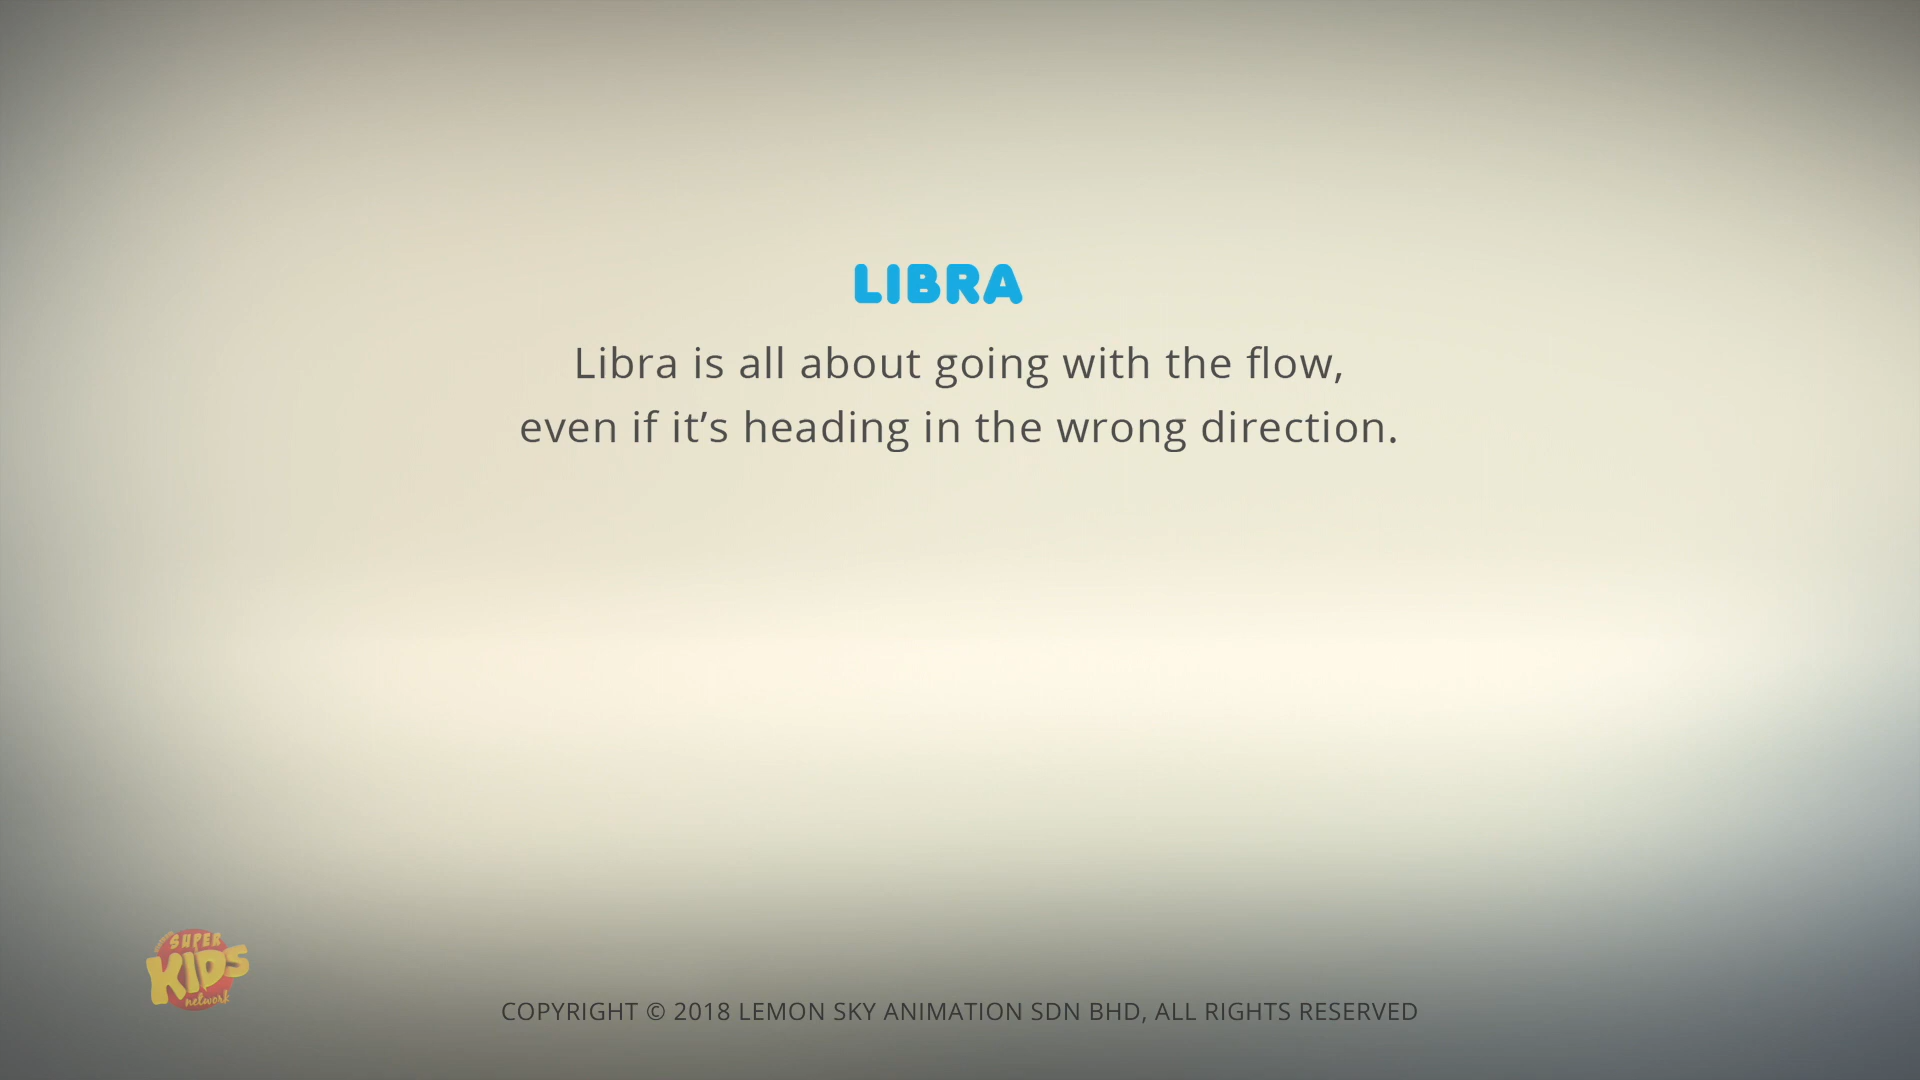 LIBRA
Libra is all about going with the flow,
even if it’s heading in the wrong direction.
SUPER
KIDS
network
COPYRIGHT © 2018 LEMON SKY ANIMATION SDN BHD, ALL RIGHTS RESERVED